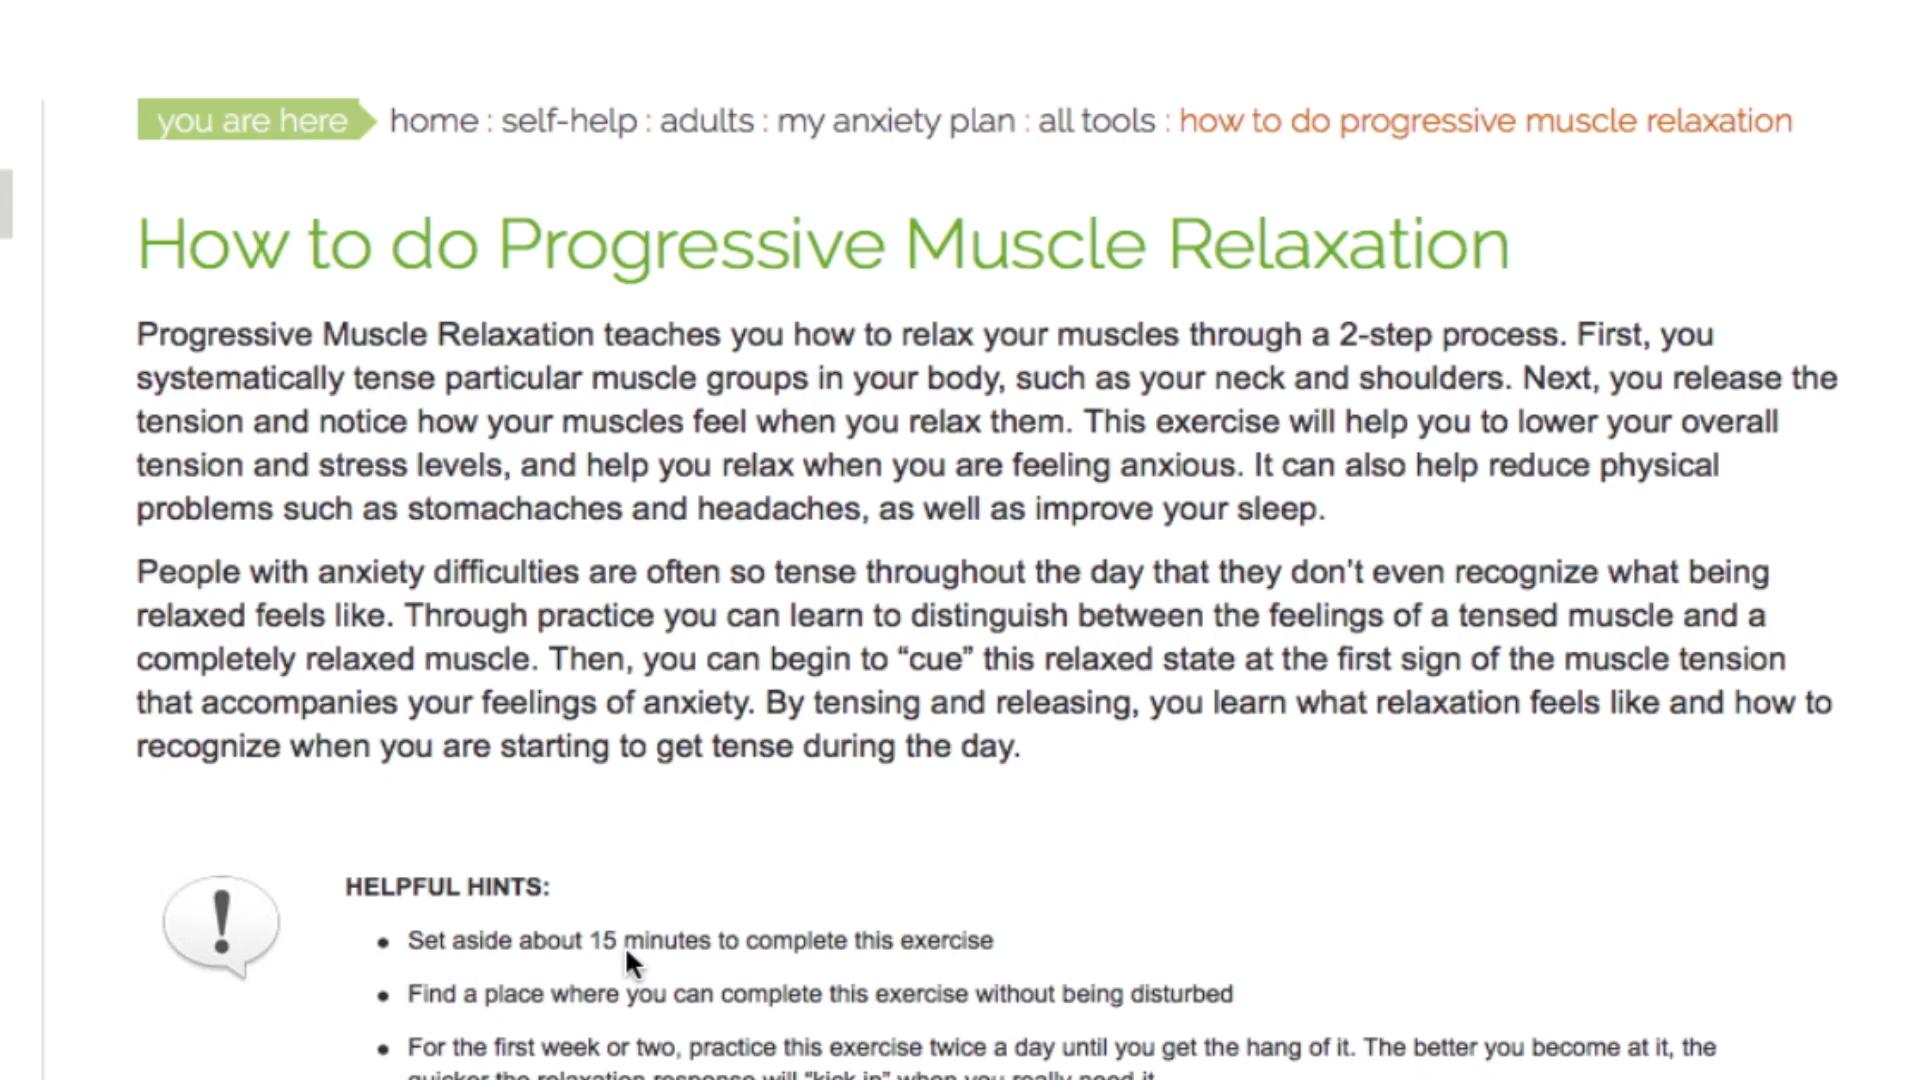 you are here home : self-help : adults : my anxiety plan : all tools : how to do progressive muscle relaxation
How to do Progressive Muscle Relaxation
Progressive Muscle Relaxation teaches you how to relax your muscles through a 2-step process. First, you
systematically tense particular muscle groups in your body, such as your neck and shoulders. Next, you release the
tension and notice how your muscles feel when you relax them. This exercise will help you to lower your overall
tension and stress levels, and help you relax when you are feeling anxious. It can also help reduce physical
problems such as stomachaches and headaches, as well as improve your sleep.
People with anxiety difficulties are often so tense throughout the day that they don’t even recognize what being
relaxed feels like. Through practice you can learn to distinguish between the feelings of a tensed muscle and a
completely relaxed muscle. Then, you can begin to “cue” this relaxed state at the first sign of the muscle tension
that accompanies your feelings of anxiety. By tensing and releasing, you learn what relaxation feels like and how to
recognize when you are starting to get tense during the day.
HELPFUL HINTS:
• Set aside about 15 minutes to complete this exercise
• Find a place where you can complete this exercise without being disturbed
• For the first week or two, practice this exercise twice a day until you get the hang of it. The better you become at it, the
quicker the relaxation response will “kick in” when you really need it